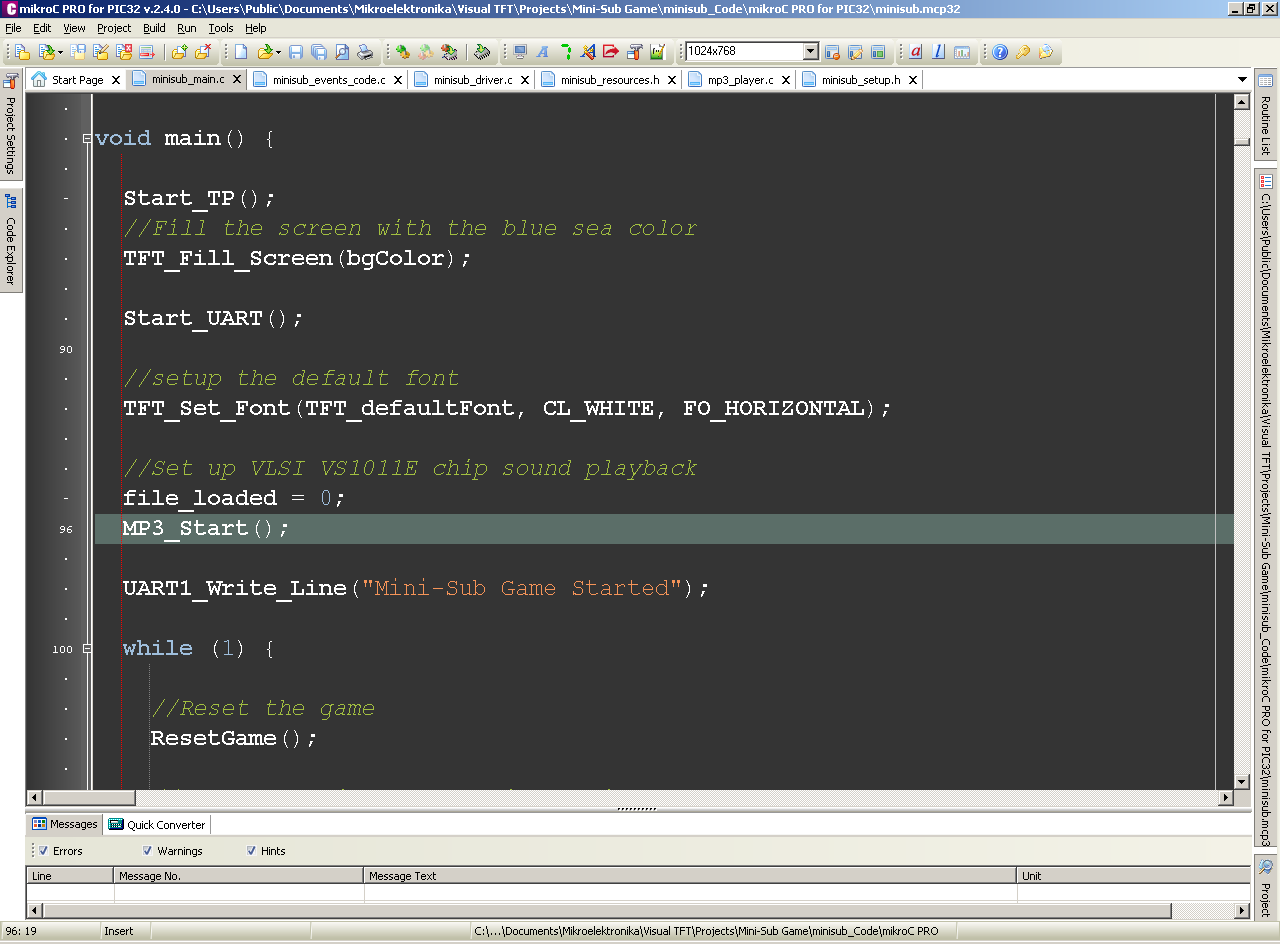 mikroC PRO for PIC32 v.2.4.0 - C:\Users\Public\Documents\Mikroelektronika\Visual TFT\Projects\Mini-Sub Game\minisub_Code\mikroC PRO for PIC32\minisub.mcp32
File Edit View Project Build Run Tools Help
1024x768
Start Page minisub_main.c minisub_events_code.c minisub_driver.c minisub_resources.h mp3_player.c minisub_setup.h
Project Settings
Code Explorer
void main() {
Start_TP();
//Fill the screen with the blue sea color
TFT_Fill_Screen(bgColor);
Start_UART();
90
//setup the default font
TFT_Set_Font(TFT_defaultFont, CL_WHITE, FO_HORIZONTAL);
//Set up VLSI VS1011E chip sound playback
file_loaded = 0;
96 MP3_Start();
UART1_Write_Line("Mini-Sub Game Started");
100 while (1) {
//Reset the game
ResetGame();
Routine List
C:\Users\Public\Documents\Mikroelektronika\Visual TFT\Projects\Mini-Sub Game\minisub_Code\mikroC PRO for PIC32\minisub.mcp3
Project
Messages Quick Converter
Errors Warnings Hints
Line Message No. Message Text Unit
96: 19 Insert C:\...\Documents\Mikroelektronika\Visual TFT\Projects\Mini-Sub Game\minisub_Code\mikroC PRO